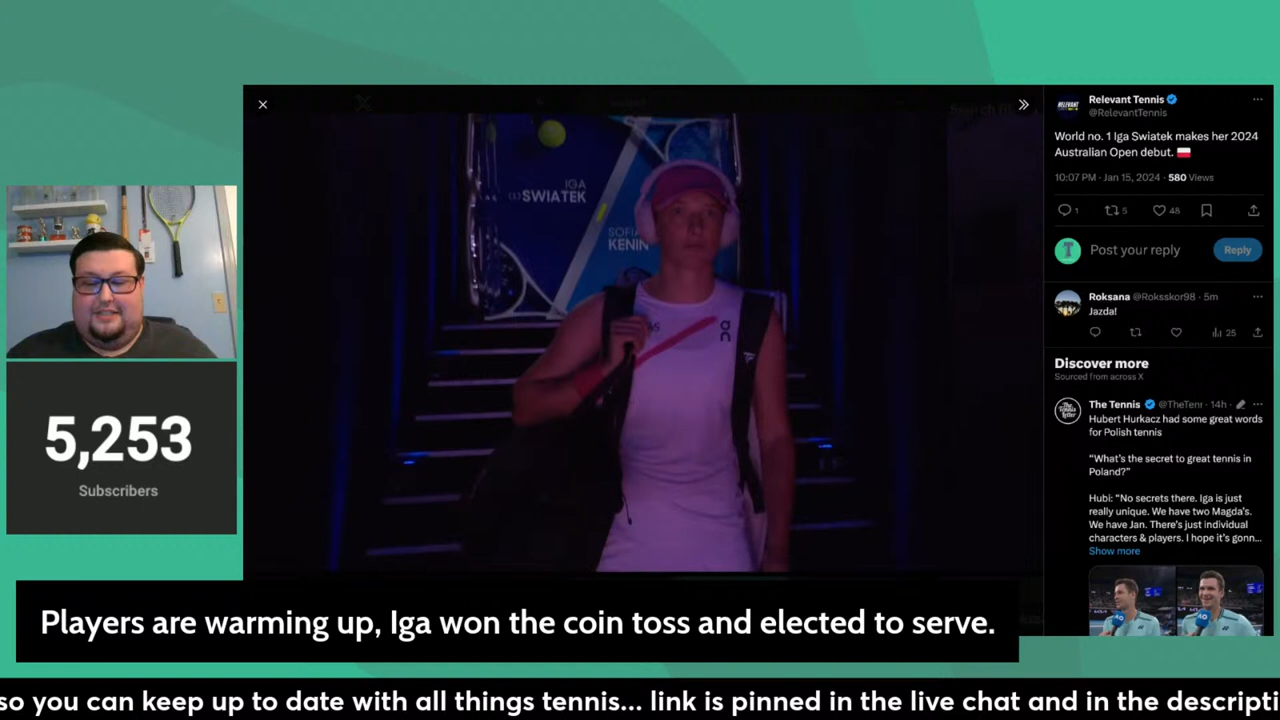 IGA
SWIATEK
SOFIA
KENIN
on
5,253
Subscribers
Relevant Tennis
@RelevantTennis
World no. 1 Iga Swiatek makes her 2024
Australian Open debut.
10:07 PM · Jan 15, 2024 · 580 Views
1
5
48
Post your reply
Reply
Roksana @Roksskor98 · 5m
Jazda!
25
Discover more
Sourced from across X
The Tennis @TheTenr · 14h ·
Hubert Hurkacz had some great words
for Polish tennis
“What’s the secret to great tennis in
Poland?”
Hubi: “No secrets there. Iga is just
really unique. We have two Magda’s.
We have Jan. There’s just individual
characters & players. I hope it’s gonn...
Show more
Players are warming up, Iga won the coin toss and elected to serve.
so you can keep up to date with all things tennis... link is pinned in the live chat and in the descripti